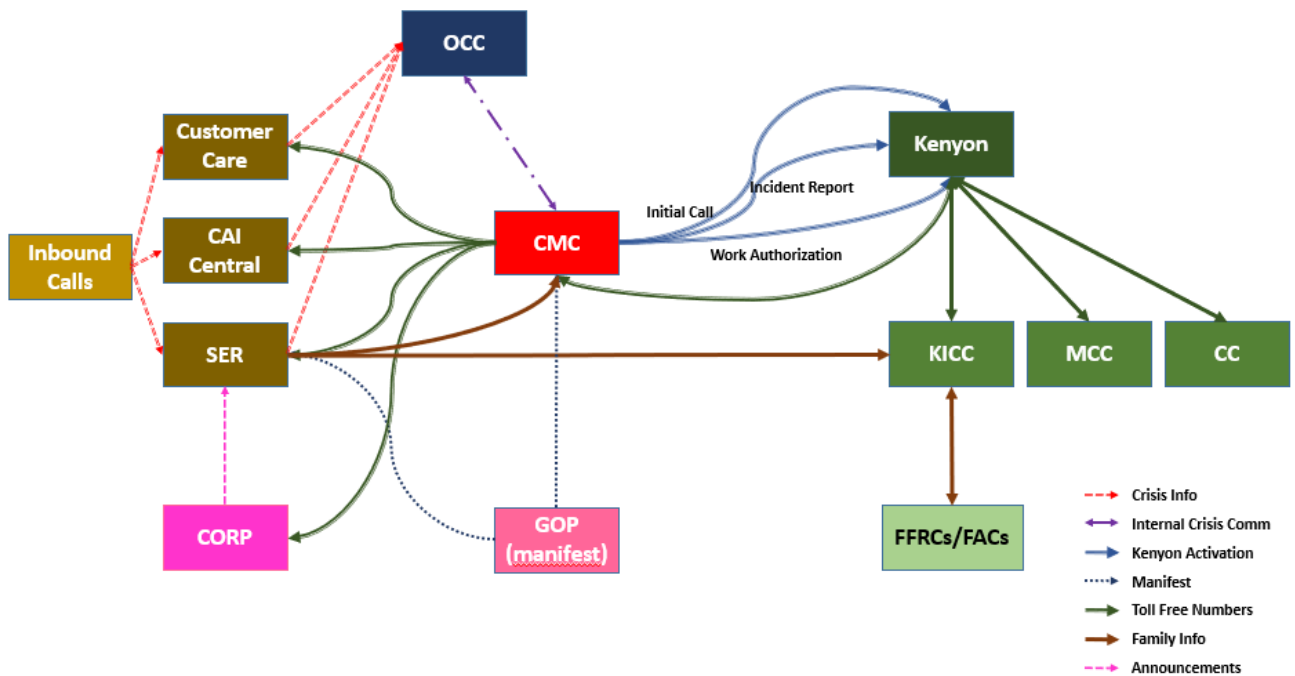 OCC
Customer
Care
Kenyon
Incident Report
Initial Call
CAI
Central
CMC
Inbound
Calls
Work Authorization
SER
KICC
MCC
CC
CORP
GOP
(manifest)
FFRCs/FACs
Crisis Info
Internal Crisis Comm
Kenyon Activation
Manifest
Toll Free Numbers
Family Info
Announcements